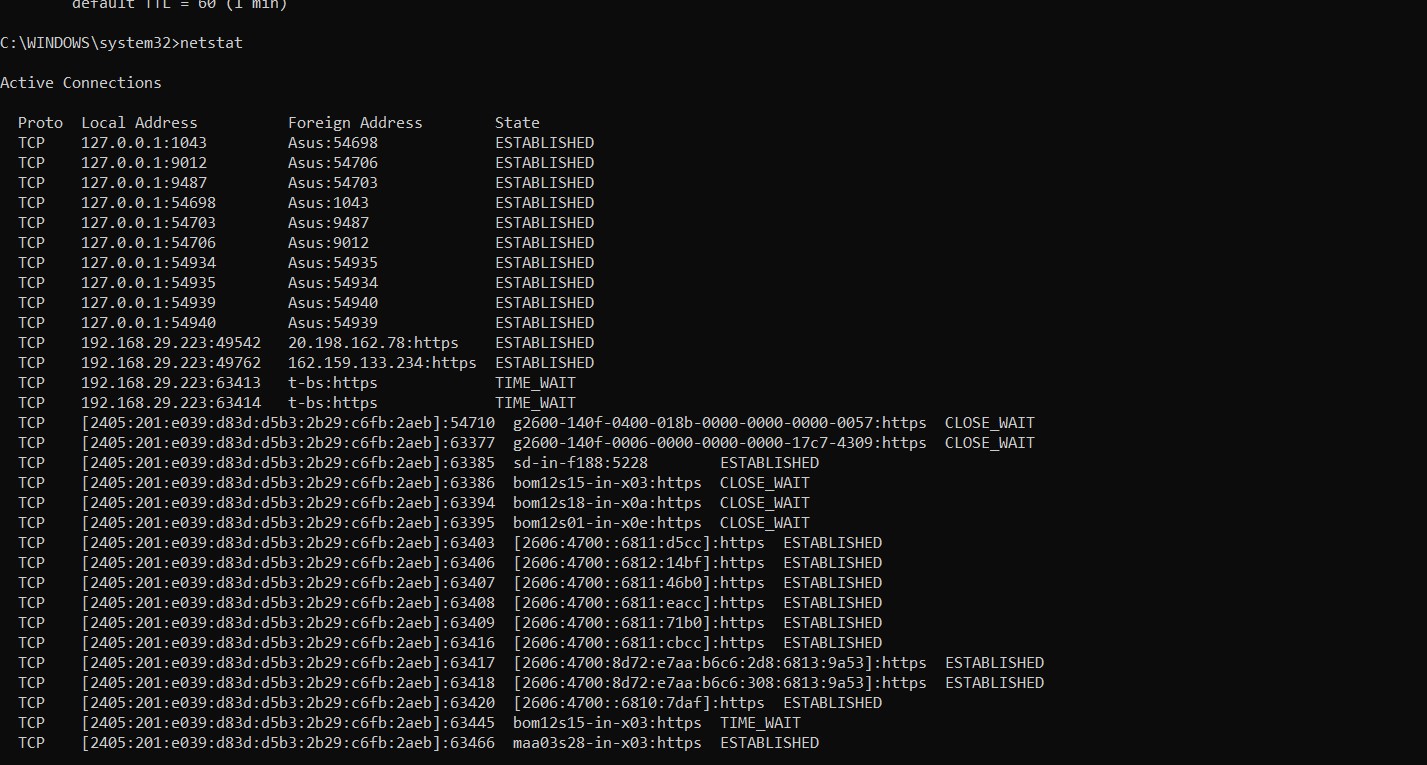 default TTL = 60 (1 min)
C:\WINDOWS\system32>netstat
Active Connections
Proto  Local Address          Foreign Address        State
TCP    127.0.0.1:1043         Asus:54698             ESTABLISHED
TCP    127.0.0.1:9012         Asus:54706             ESTABLISHED
TCP    127.0.0.1:9487         Asus:54703             ESTABLISHED
TCP    127.0.0.1:54698        Asus:1043              ESTABLISHED
TCP    127.0.0.1:54703        Asus:9487              ESTABLISHED
TCP    127.0.0.1:54706        Asus:9012              ESTABLISHED
TCP    127.0.0.1:54934        Asus:54935             ESTABLISHED
TCP    127.0.0.1:54935        Asus:54934             ESTABLISHED
TCP    127.0.0.1:54939        Asus:54940             ESTABLISHED
TCP    127.0.0.1:54940        Asus:54939             ESTABLISHED
TCP    192.168.29.223:49542   20.198.162.78:https    ESTABLISHED
TCP    192.168.29.223:49762   162.159.133.234:https  ESTABLISHED
TCP    192.168.29.223:63413   t-bs:https             TIME_WAIT
TCP    192.168.29.223:63414   t-bs:https             TIME_WAIT
TCP    [2405:201:e039:d83d:d5b3:2b29:c6fb:2aeb]:54710  g2600-140f-0400-018b-0000-0000-0000-0057:https  CLOSE_WAIT
TCP    [2405:201:e039:d83d:d5b3:2b29:c6fb:2aeb]:63377  g2600-140f-0006-0000-0000-0000-17c7-4309:https  CLOSE_WAIT
TCP    [2405:201:e039:d83d:d5b3:2b29:c6fb:2aeb]:63385  sd-in-f188:5228        ESTABLISHED
TCP    [2405:201:e039:d83d:d5b3:2b29:c6fb:2aeb]:63386  bom12s15-in-x03:https  CLOSE_WAIT
TCP    [2405:201:e039:d83d:d5b3:2b29:c6fb:2aeb]:63394  bom12s18-in-x0a:https  CLOSE_WAIT
TCP    [2405:201:e039:d83d:d5b3:2b29:c6fb:2aeb]:63395  bom12s01-in-x0e:https  CLOSE_WAIT
TCP    [2405:201:e039:d83d:d5b3:2b29:c6fb:2aeb]:63403  [2606:4700::6811:d5cc]:https  ESTABLISHED
TCP    [2405:201:e039:d83d:d5b3:2b29:c6fb:2aeb]:63406  [2606:4700::6812:14bf]:https  ESTABLISHED
TCP    [2405:201:e039:d83d:d5b3:2b29:c6fb:2aeb]:63407  [2606:4700::6811:46b0]:https  ESTABLISHED
TCP    [2405:201:e039:d83d:d5b3:2b29:c6fb:2aeb]:63408  [2606:4700::6811:eacc]:https  ESTABLISHED
TCP    [2405:201:e039:d83d:d5b3:2b29:c6fb:2aeb]:63409  [2606:4700::6811:71b0]:https  ESTABLISHED
TCP    [2405:201:e039:d83d:d5b3:2b29:c6fb:2aeb]:63416  [2606:4700::6811:cbcc]:https  ESTABLISHED
TCP    [2405:201:e039:d83d:d5b3:2b29:c6fb:2aeb]:63417  [2606:4700:8d72:e7aa:b6c6:2d8:6813:9a53]:https  ESTABLISHED
TCP    [2405:201:e039:d83d:d5b3:2b29:c6fb:2aeb]:63418  [2606:4700:8d72:e7aa:b6c6:308:6813:9a53]:https  ESTABLISHED
TCP    [2405:201:e039:d83d:d5b3:2b29:c6fb:2aeb]:63420  [2606:4700::6810:7daf]:https  ESTABLISHED
TCP    [2405:201:e039:d83d:d5b3:2b29:c6fb:2aeb]:63445  bom12s15-in-x03:https  TIME_WAIT
TCP    [2405:201:e039:d83d:d5b3:2b29:c6fb:2aeb]:63466  maa03s28-in-x03:https  ESTABLISHED